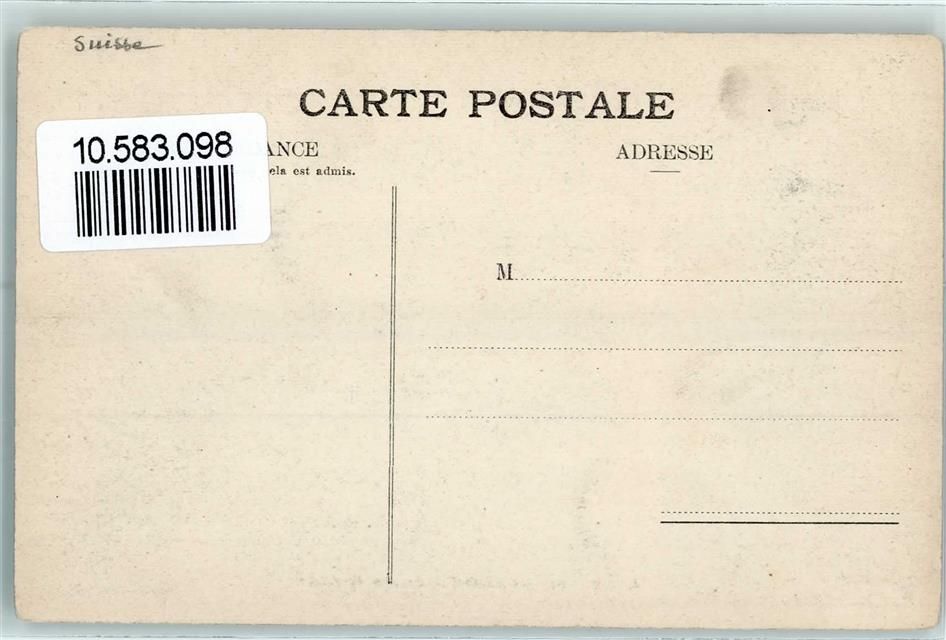 Suisse
CARTE POSTALE
10.583.098
ANCE
ela est admis.
ADRESSE
M